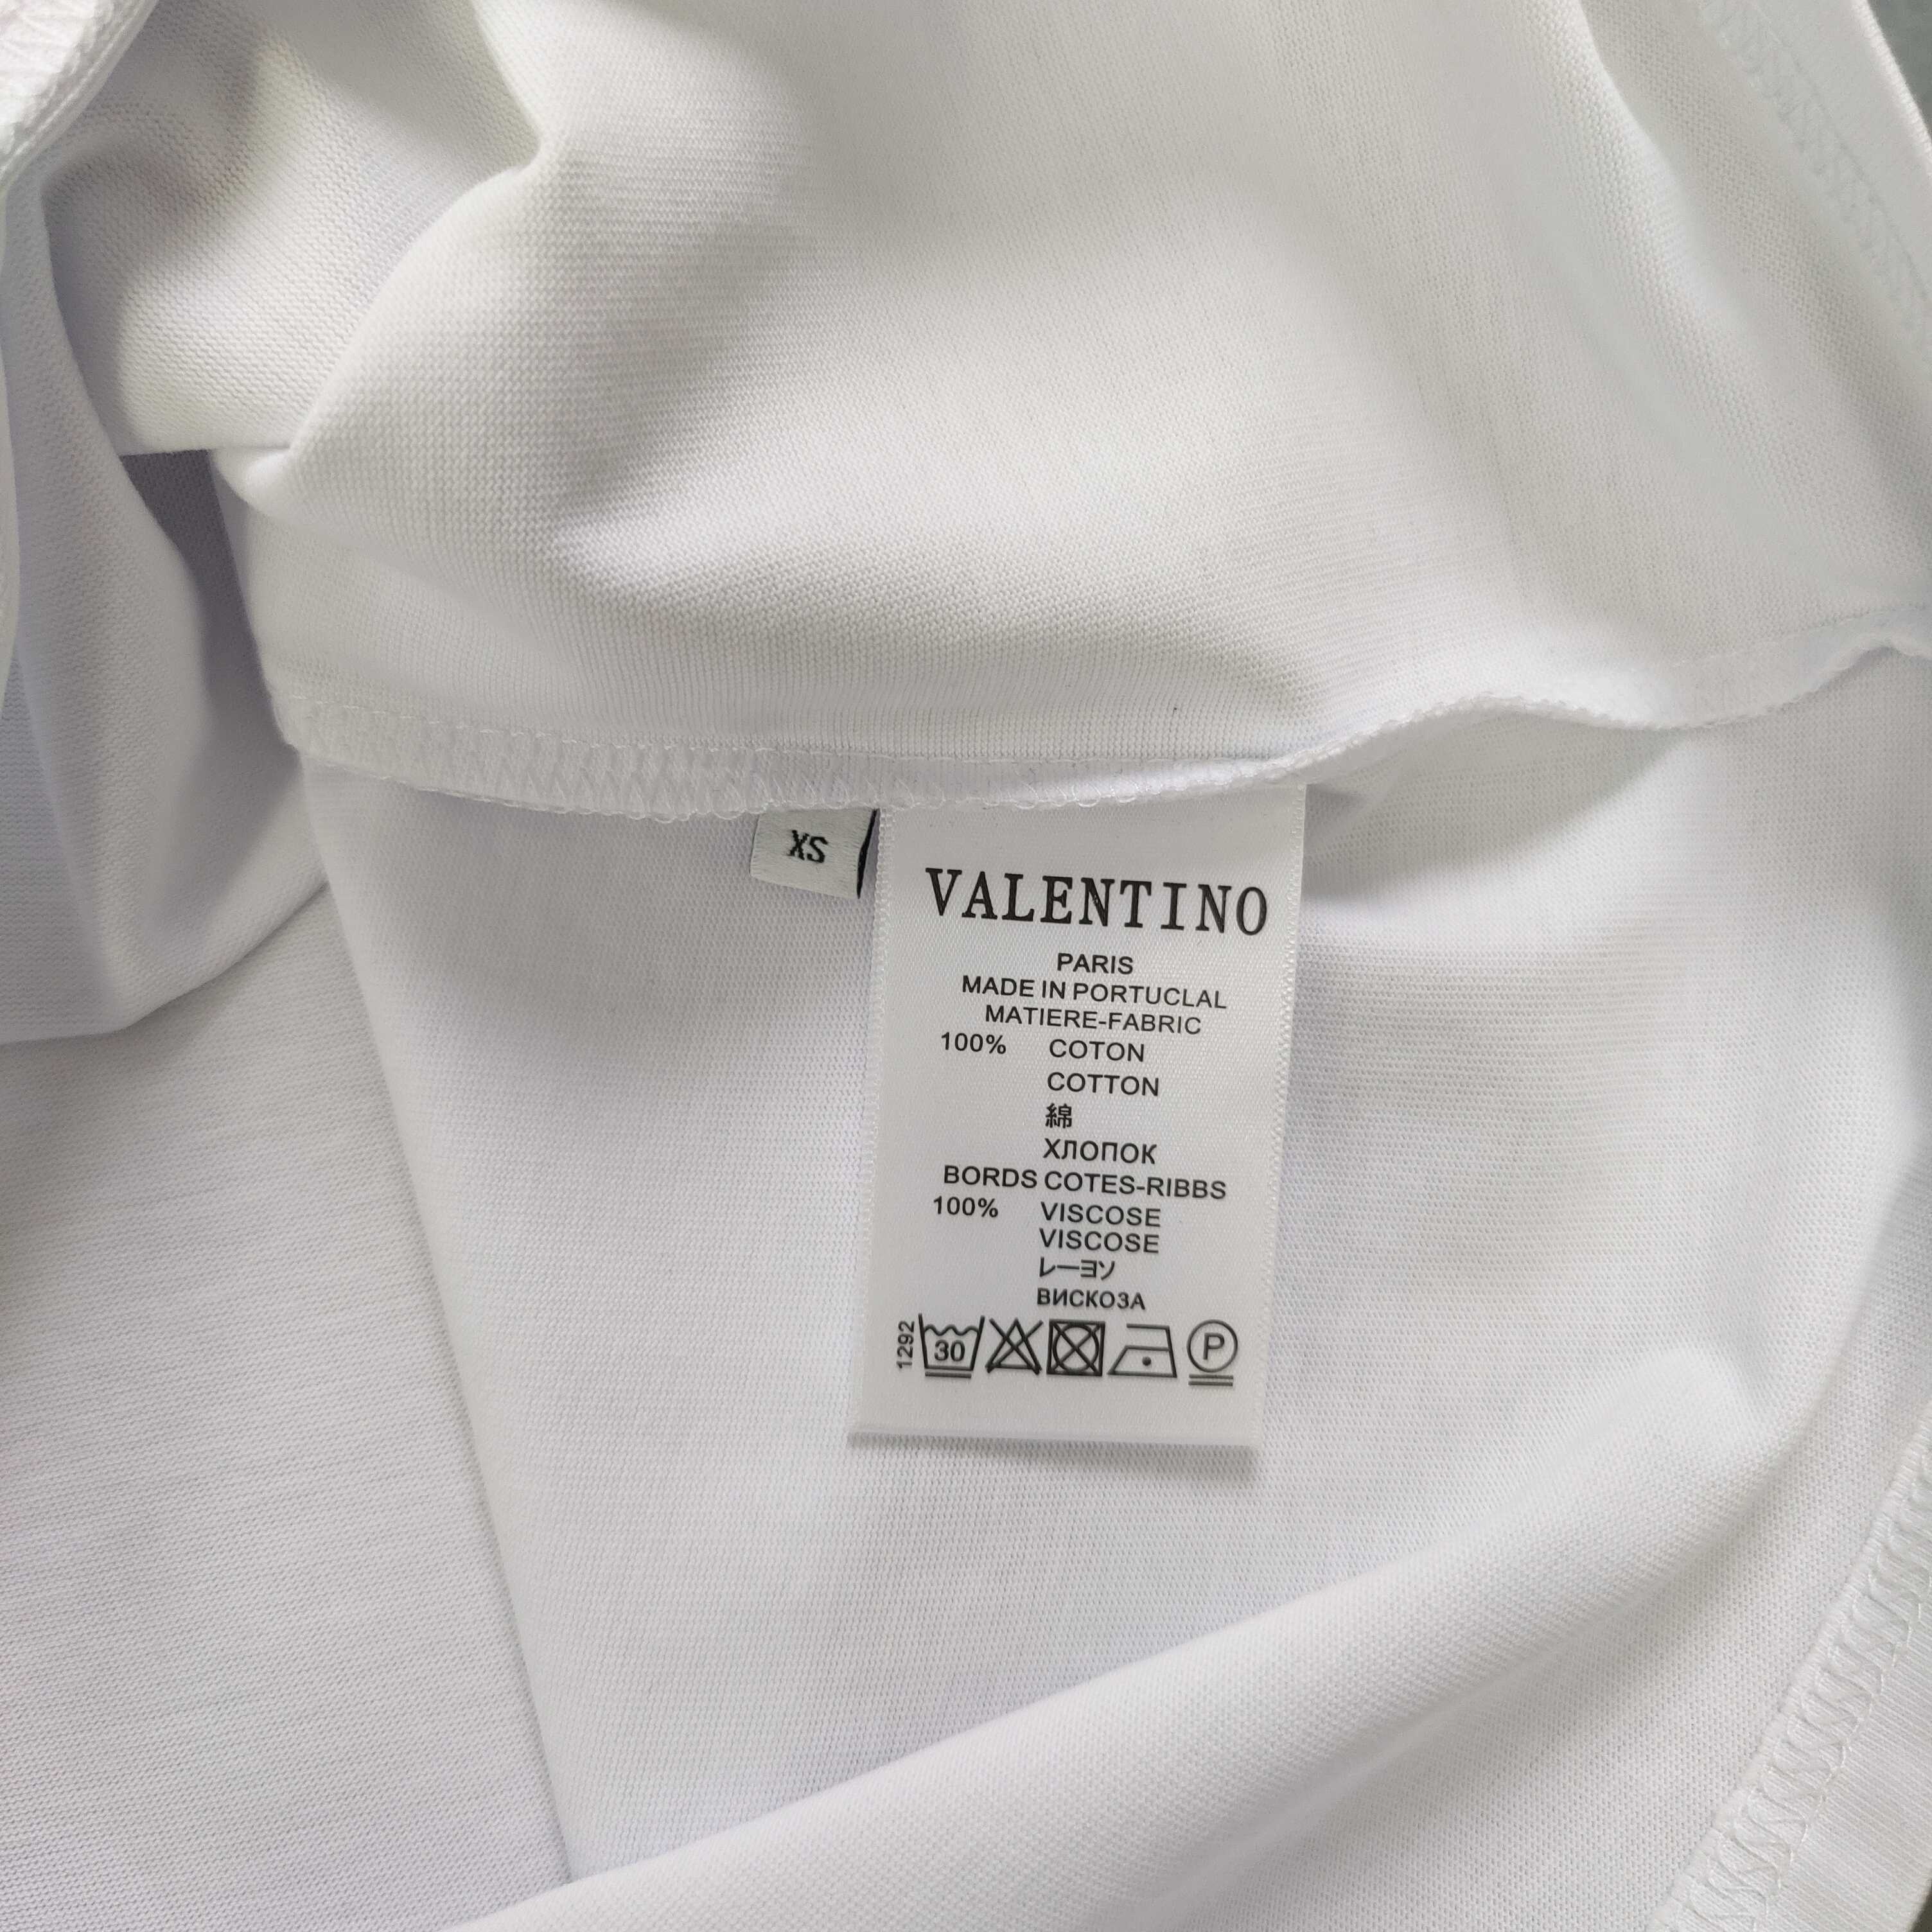 XS
VALENTINO
PARIS
MADE IN PORTUCLAL
MATIERE-FABRIC
100% COTON
COTTON
綿
ХЛОПОК
BORDS COTES-RIBBS
100% VISCOSE
VISCOSE
レーヨソ
ВИСКОЗА
1292 30 P